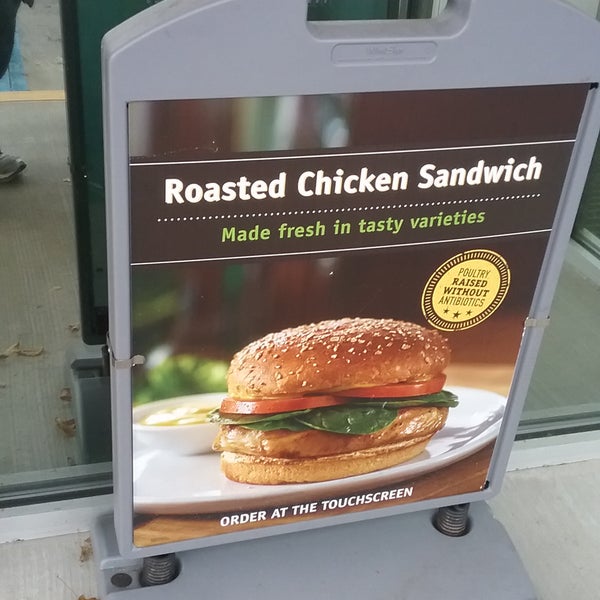 Roasted Chicken Sandwich
Made fresh in tasty varieties
POULTRY
RAISED
WITHOUT
ANTIBIOTICS
ORDER AT THE TOUCHSCREEN